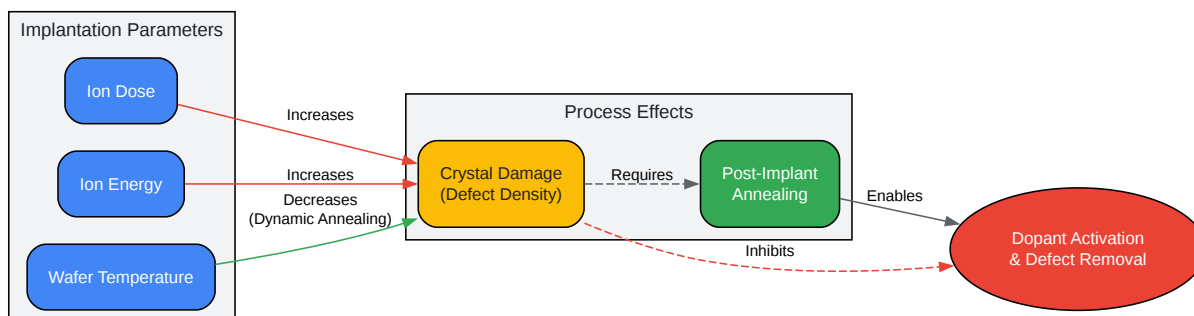 Implantation Parameters
Ion Dose
Ion Energy
Wafer Temperature
Increases
Increases
Decreases
(Dynamic Annealing)
Process Effects
Crystal Damage
(Defect Density)
Requires
Post-Implant
Annealing
Enables
Inhibits
Dopant Activation
& Defect Removal